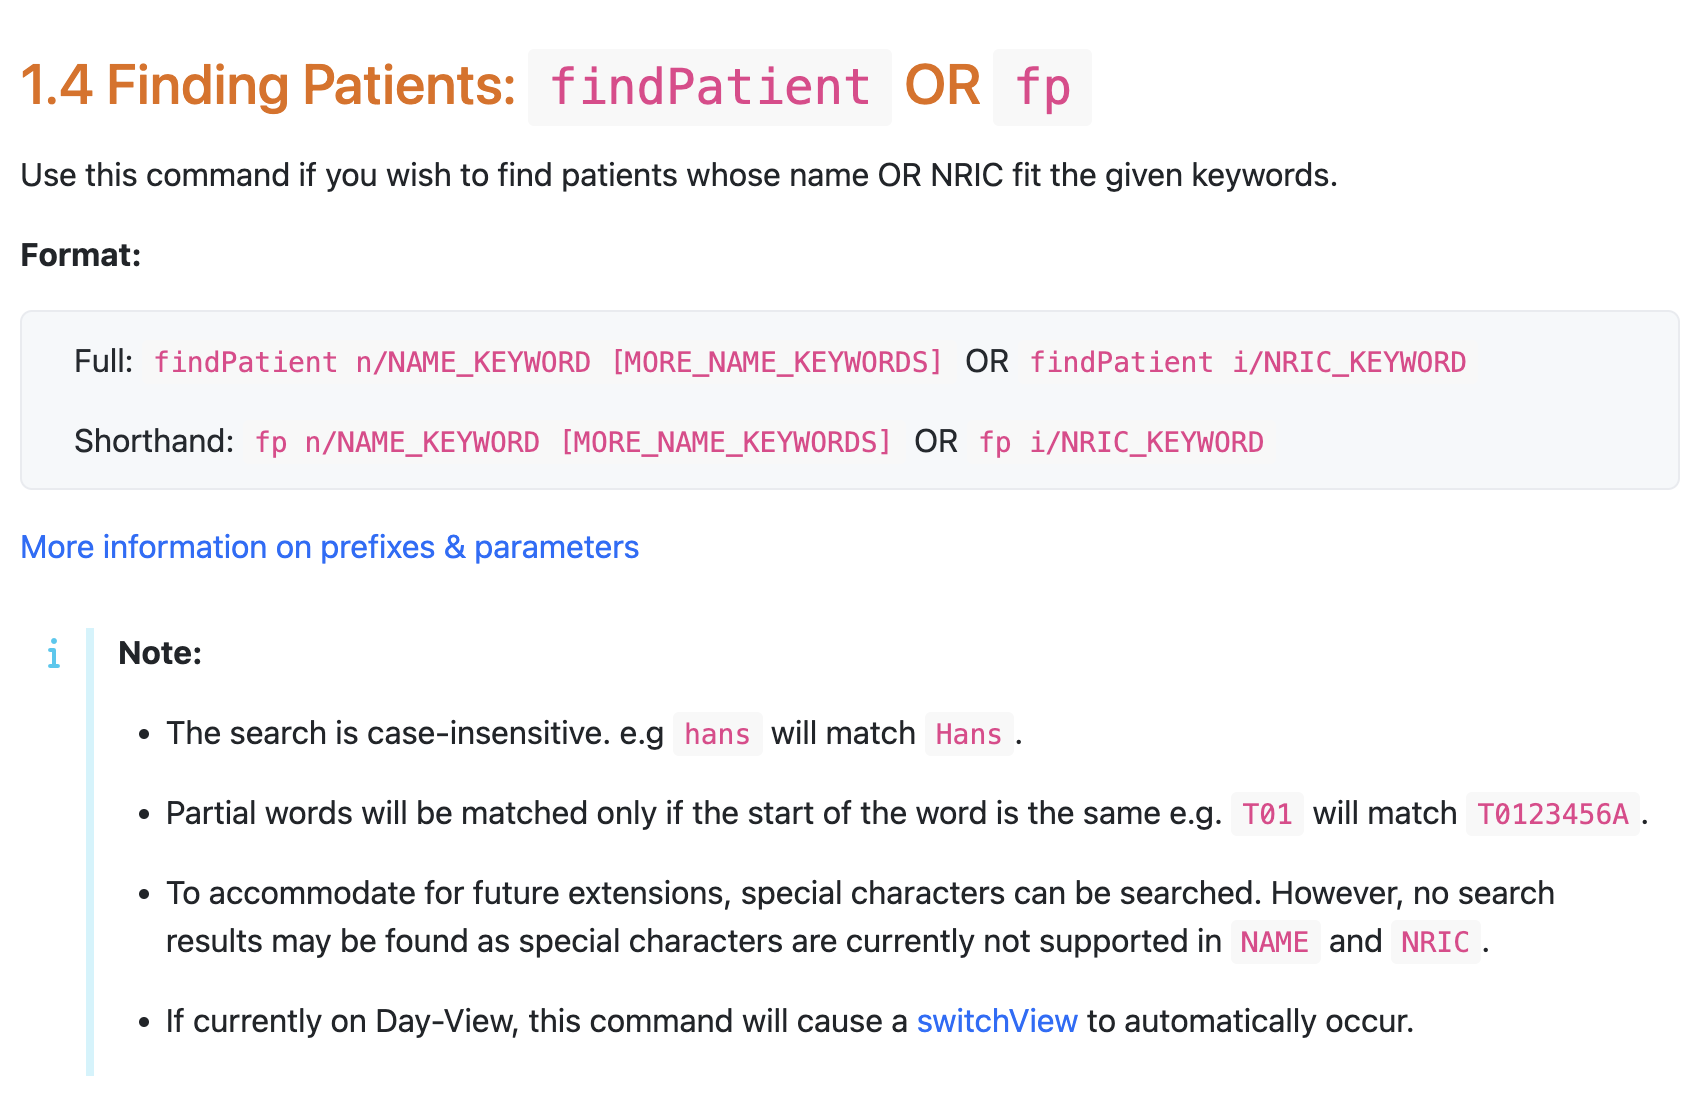 1.4 Finding Patients: findPatient OR fp
Use this command if you wish to find patients whose name OR NRIC fit the given keywords.
Format:
Full: findPatient n/NAME_KEYWORD [MORE_NAME_KEYWORDS] OR findPatient i/NRIC_KEYWORD
Shorthand: fp n/NAME_KEYWORD [MORE_NAME_KEYWORDS] OR fp i/NRIC_KEYWORD
More information on prefixes & parameters
i Note:
• The search is case-insensitive. e.g hans will match Hans.
• Partial words will be matched only if the start of the word is the same e.g. T01 will match T0123456A.
• To accommodate for future extensions, special characters can be searched. However, no search
results may be found as special characters are currently not supported in NAME and NRIC.
• If currently on Day-View, this command will cause a switchView to automatically occur.